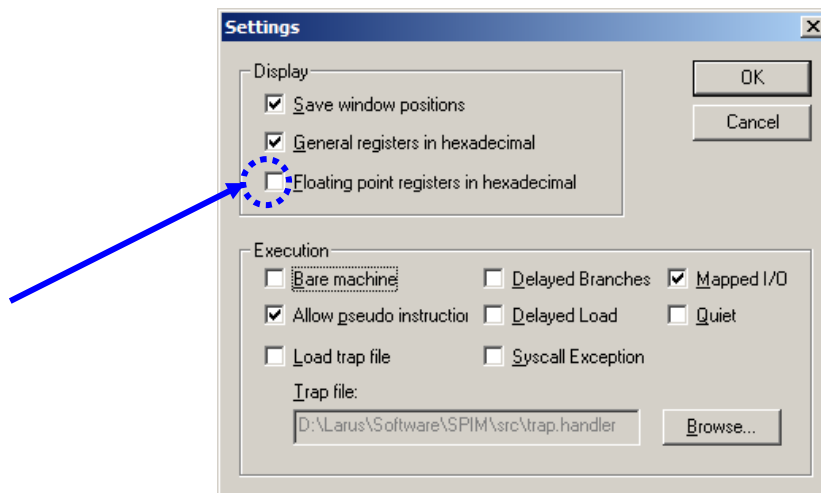 Settings
Display
OK
Save window positions
Cancel
General registers in hexadecimal
Floating point registers in hexadecimal
Execution
Bare machine
Delayed Branches
Mapped I/O
Allow pseudo instruction
Delayed Load
Quiet
Load trap file
Syscall Exception
Trap file:
D:\Larus\Software\SPIM\src\trap.handler
Browse...